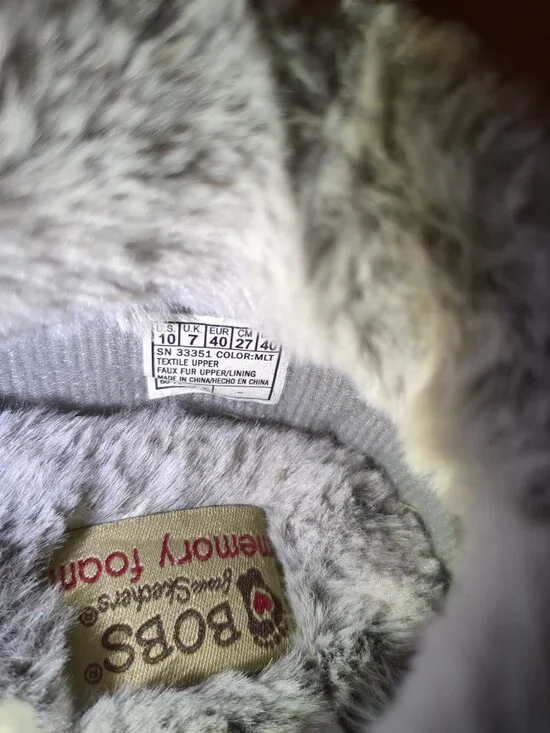 U.S. U.K. EUR CM
10 7 40 27 40
SN 33351 COLOR:MLT
TEXTILE UPPER
FAUX FUR UPPER/LINING
MADE IN CHINA/HECHO EN CHINA
BOBS®
from Skechers®
memory foam